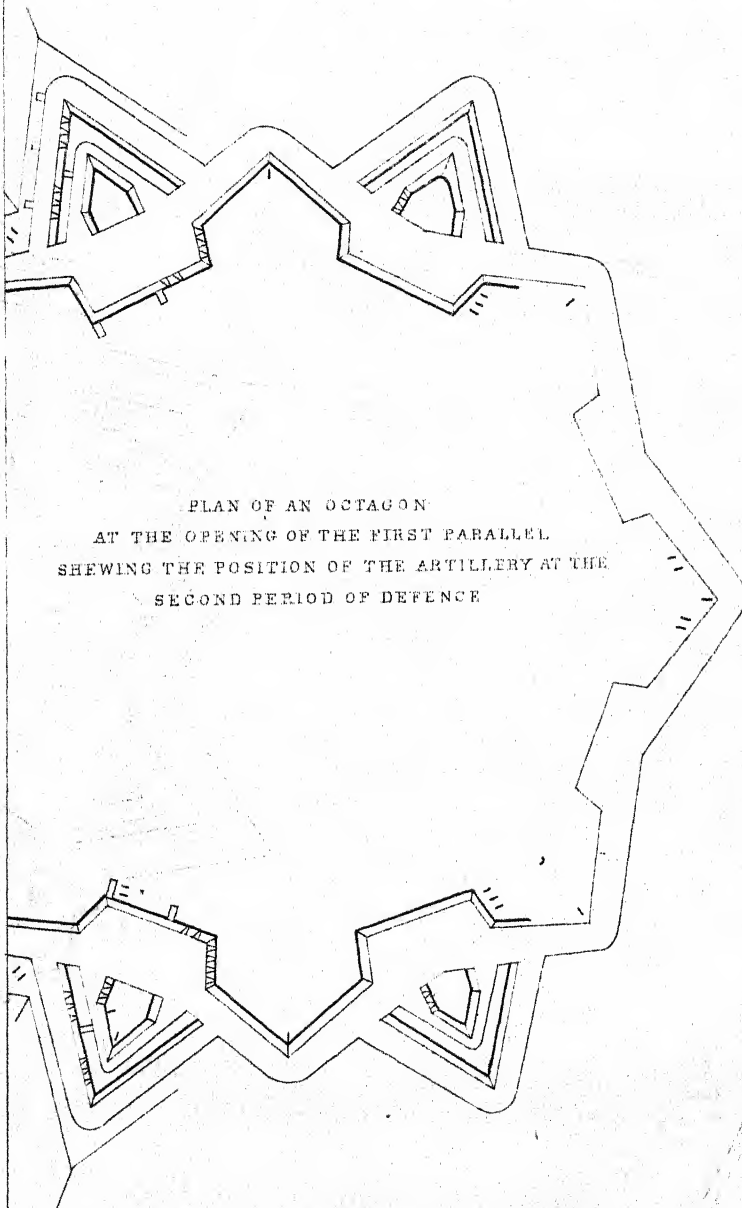 PLAN OF AN OCTAGON
AT THE OPENING OF THE FIRST PARALLEL
SHEWING THE POSITION OF THE ARTILLERY AT THE
SECOND PERIOD OF DEFENCE